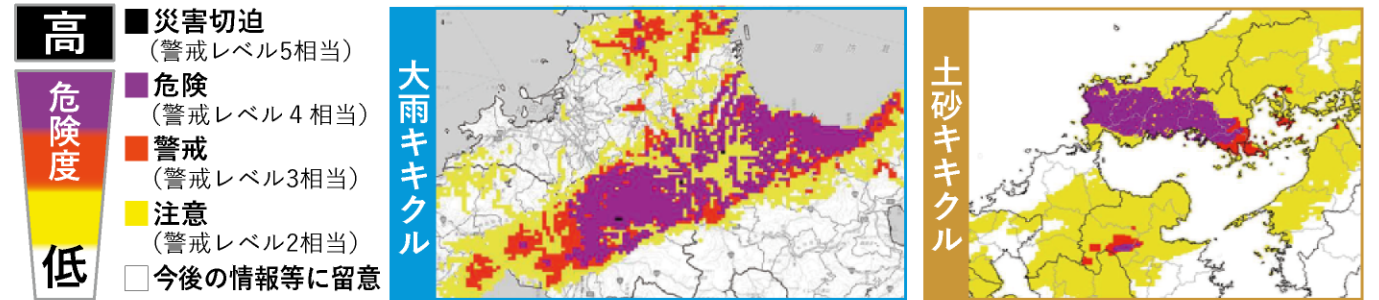 高
危険度
低
■災害切迫
(警戒レベル5相当)
■危険
(警戒レベル４相当)
■警戒
(警戒レベル3相当)
■注意
(警戒レベル2相当)
□今後の情報等に留意
大雨キキクル
土砂キキクル